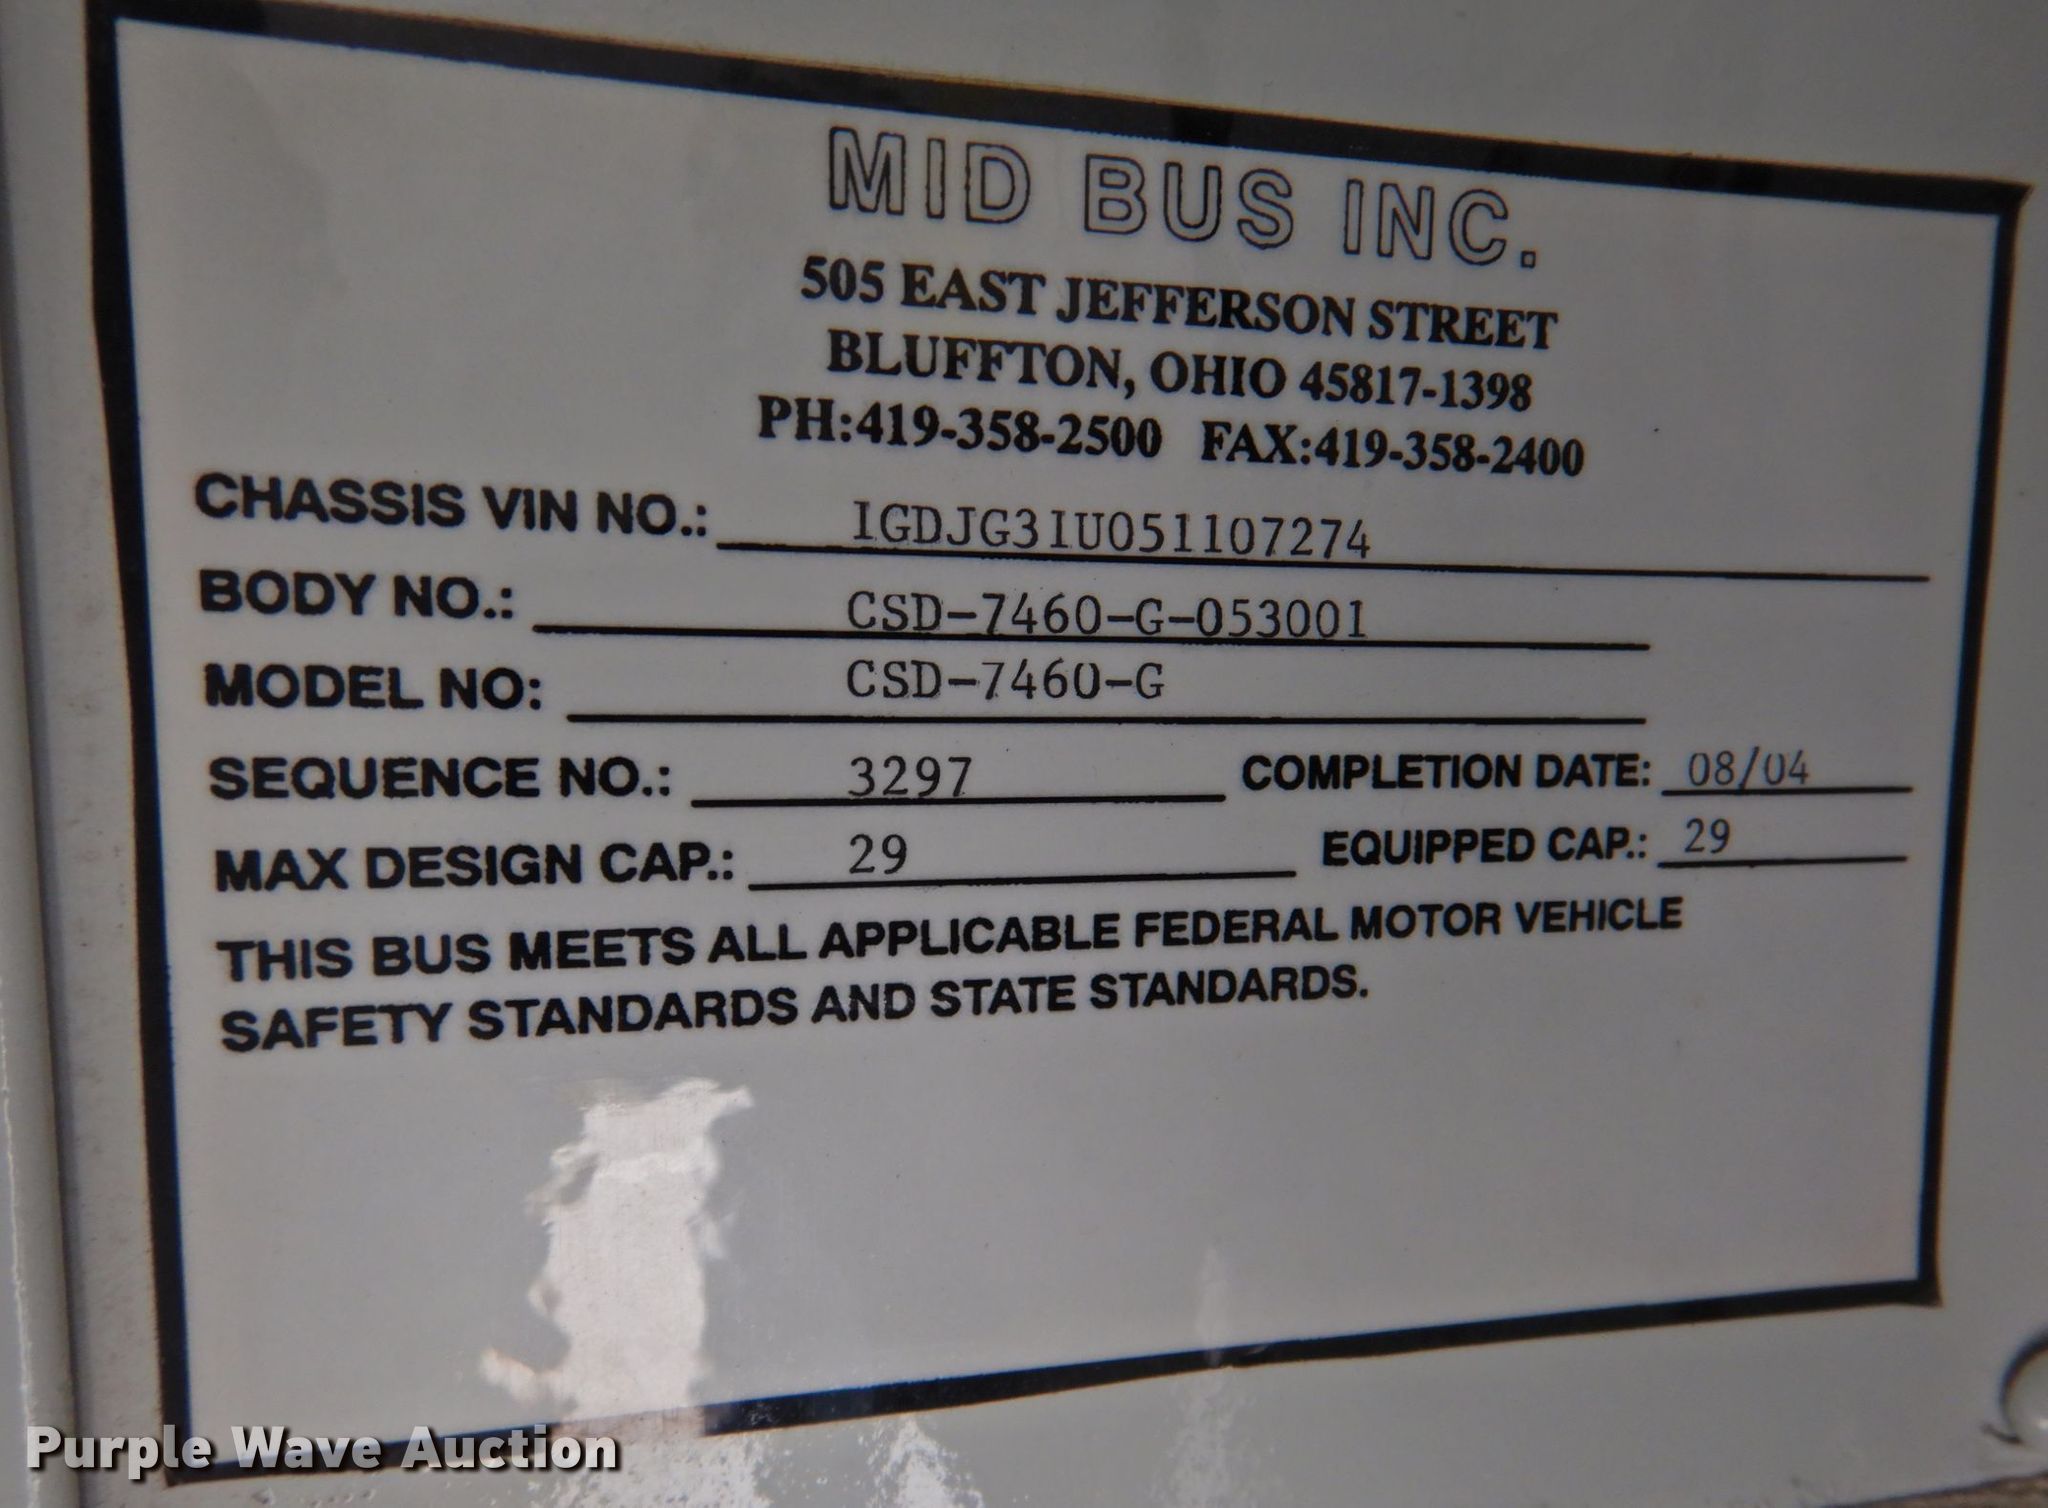 MID BUS INC.
505 EAST JEFFERSON STREET
BLUFFTON, OHIO 45817-1398
PH:419-358-2500 FAX:419-358-2400
CHASSIS VIN NO.: IGDJG3IU051107274
BODY NO.: CSD-7460-G-053001
MODEL NO: CSD-7460-G
SEQUENCE NO.: 3297 COMPLETION DATE: 08/04
MAX DESIGN CAP.: 29 EQUIPPED CAP.: 29
THIS BUS MEETS ALL APPLICABLE FEDERAL MOTOR VEHICLE
SAFETY STANDARDS AND STATE STANDARDS.
Purple Wave Auction